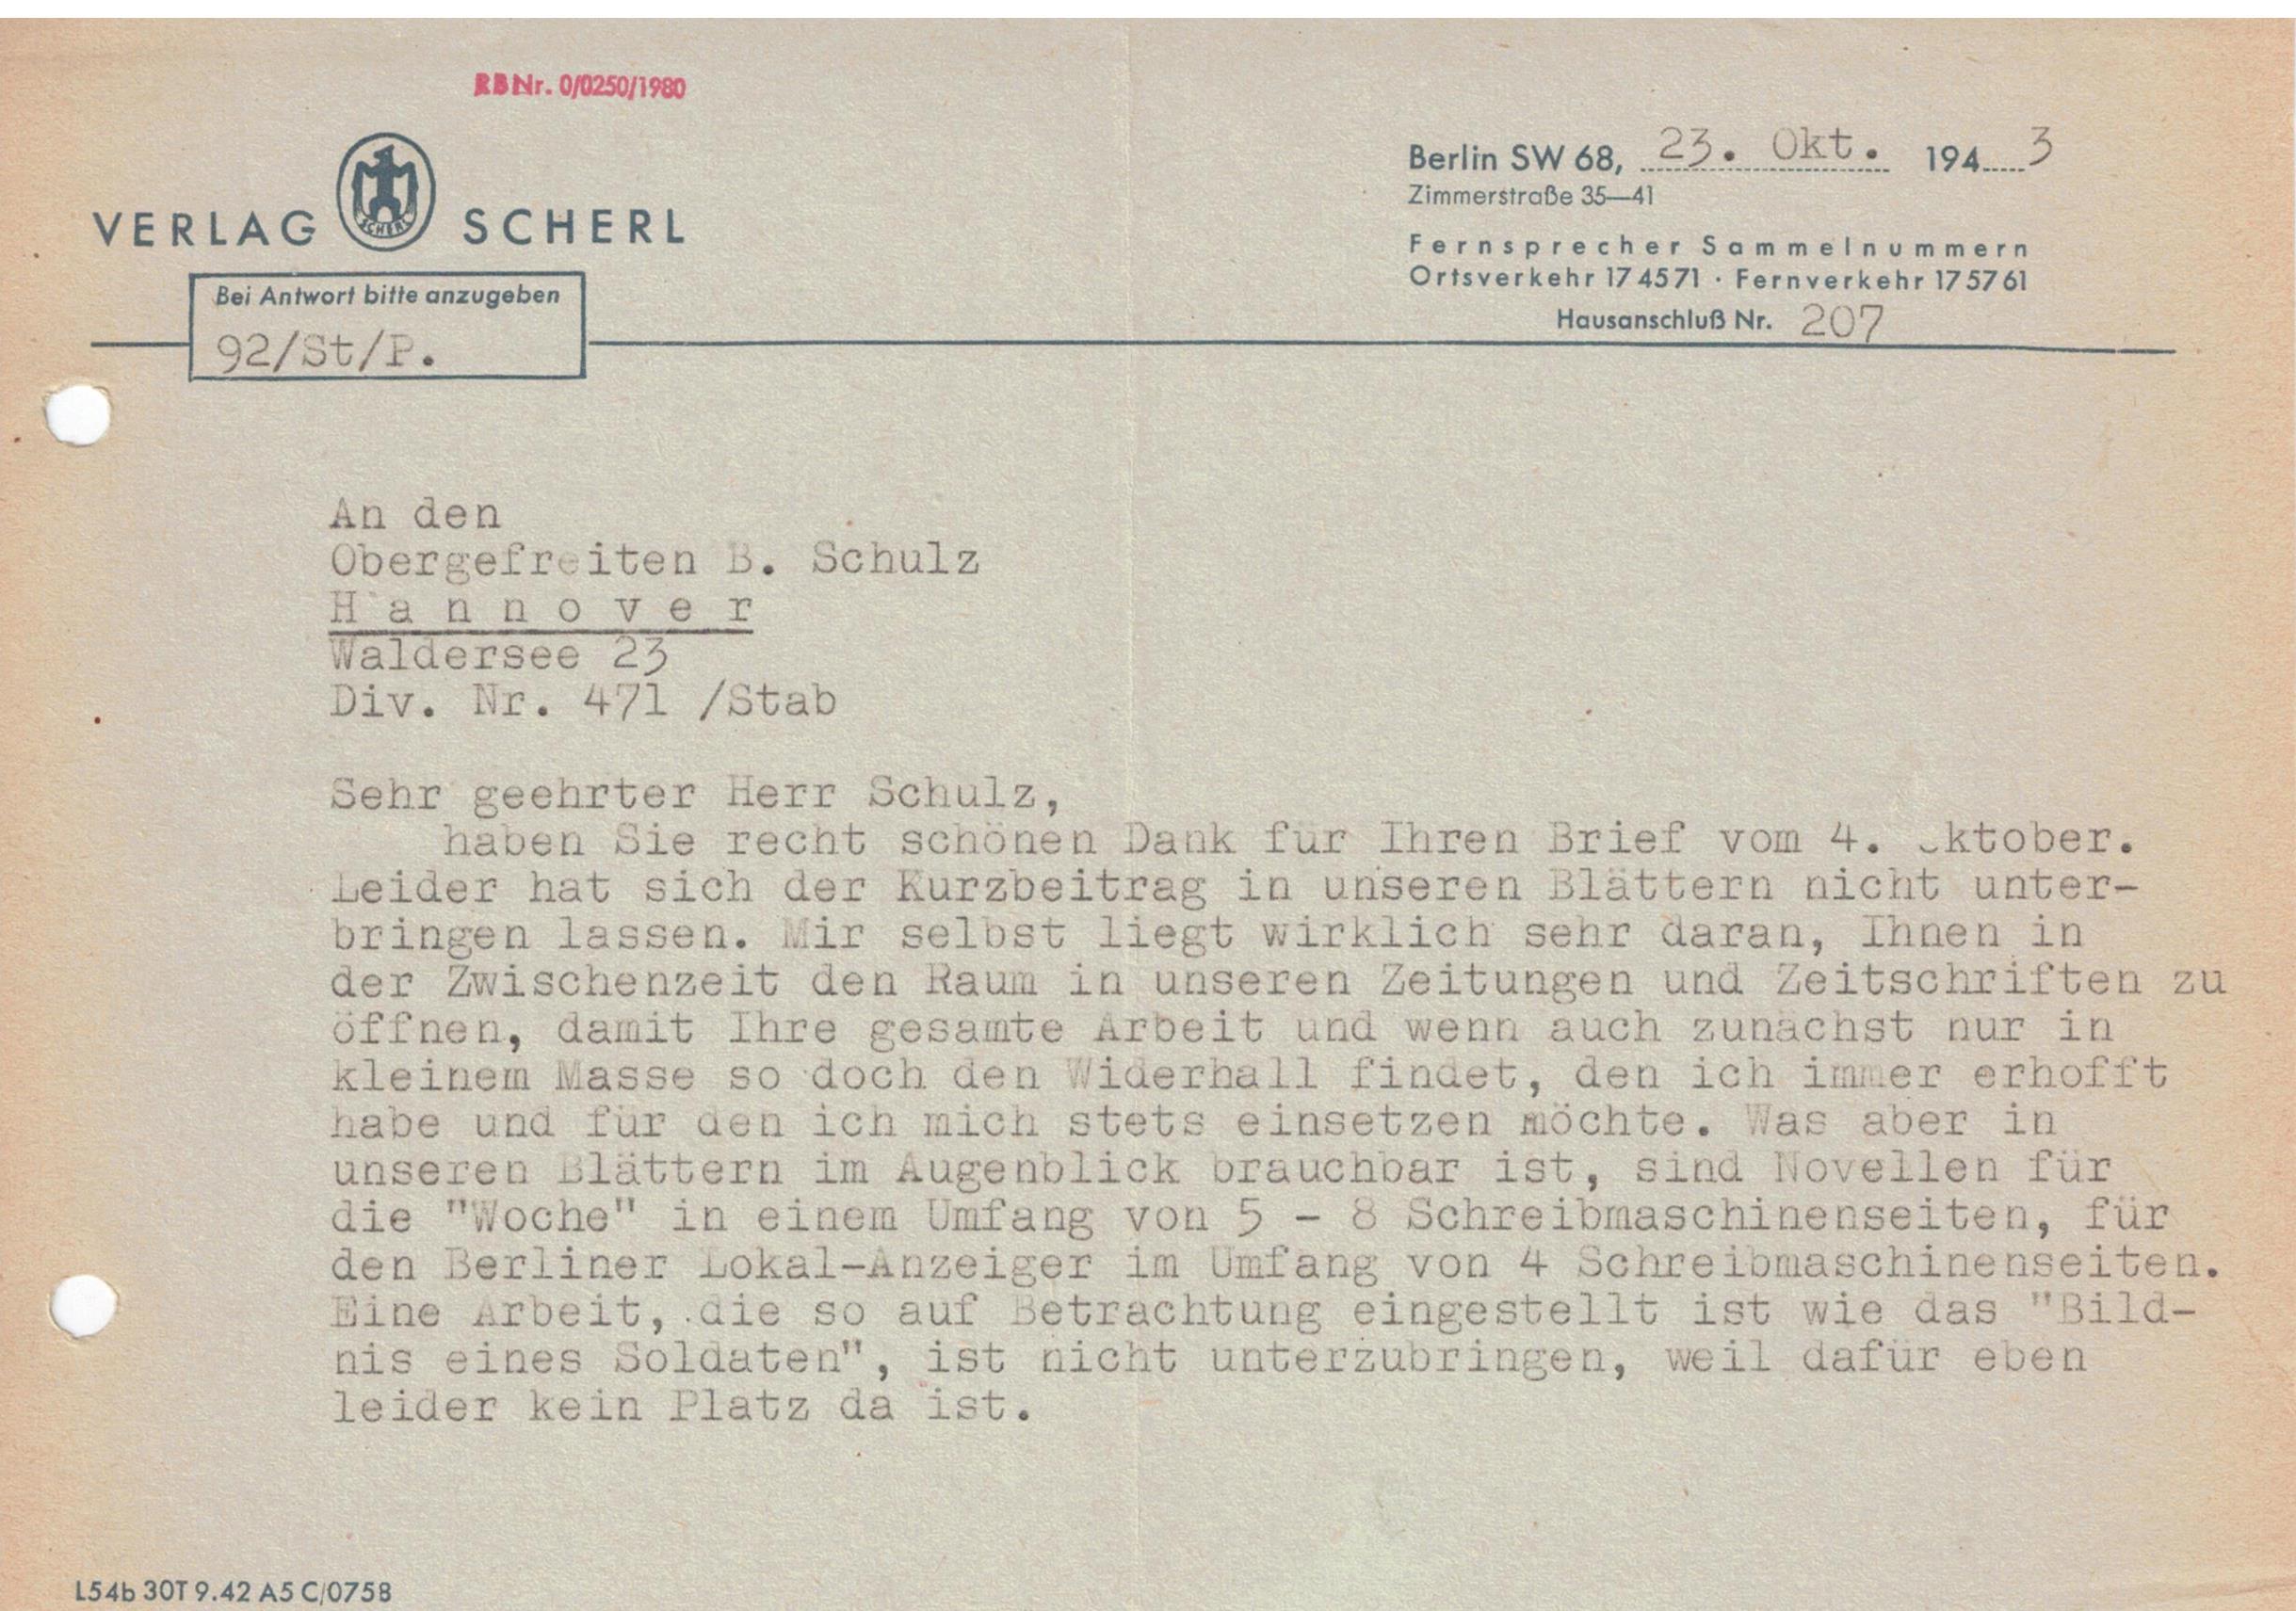 RBNr. 0/0250/1980
VERLAG SCHERL
SCHERL
Berlin SW 68, 23. Okt. 1943
Zimmerstraße 35—41
Fernsprecher Sammelnummern
Ortsverkehr 17 45 71 · Fernverkehr 17 57 61
Hausanschluß Nr. 207
Bei Antwort bitte anzugeben
92/St/P.
An den
Obergefreiten B. Schulz
H a n n o v e r
Waldersee 23
Div. Nr. 471 /Stab
Sehr geehrter Herr Schulz,
haben Sie recht schönen Dank für Ihren Brief vom 4. Oktober.
Leider hat sich der Kurzbeitrag in unseren Blättern nicht unter-
bringen lassen. Mir selbst liegt wirklich sehr daran, Ihnen in
der Zwischenzeit den Raum in unseren Zeitungen und Zeitschriften zu
öffnen, damit Ihre gesamte Arbeit und wenn auch zunächst nur in
kleinem Masse so doch den Widerhall findet, den ich immer erhofft
habe und für den ich mich stets einsetzen möchte. Was aber in
unseren Blättern im Augenblick brauchbar ist, sind Novellen für
die "Woche" in einem Umfang von 5 - 8 Schreibmaschinenseiten, für
den Berliner Lokal-Anzeiger im Umfang von 4 Schreibmaschinenseiten.
Eine Arbeit, die so auf Betrachtung eingestellt ist wie das "Bild-
nis eines Soldaten", ist nicht unterzubringen, weil dafür eben
leider kein Platz da ist.
L54b 30T 9.42 A5 C/0758